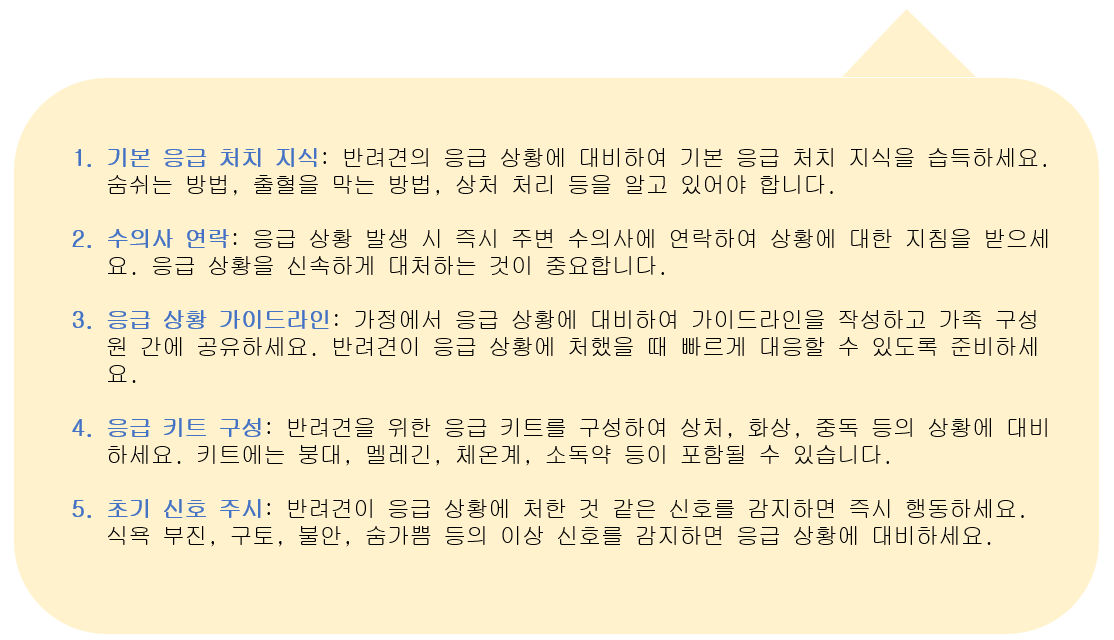 1. 기본 응급 처치 지식: 반려견의 응급 상황에 대비하여 기본 응급 처치 지식을 습득하세요.
숨쉬는 방법, 출혈을 막는 방법, 상처 처리 등을 알고 있어야 합니다.
2. 수의사 연락: 응급 상황 발생 시 즉시 주변 수의사에 연락하여 상황에 대한 지침을 받으세
요. 응급 상황을 신속하게 대처하는 것이 중요합니다.
3. 응급 상황 가이드라인: 가정에서 응급 상황에 대비하여 가이드라인을 작성하고 가족 구성
원 간에 공유하세요. 반려견이 응급 상황에 처했을 때 빠르게 대응할 수 있도록 준비하세
요.
4. 응급 키트 구성: 반려견을 위한 응급 키트를 구성하여 상처, 화상, 중독 등의 상황에 대비
하세요. 키트에는 붕대, 멜레긴, 체온계, 소독약 등이 포함될 수 있습니다.
5. 초기 신호 주시: 반려견이 응급 상황에 처한 것 같은 신호를 감지하면 즉시 행동하세요.
식욕 부진, 구토, 불안, 숨가쁨 등의 이상 신호를 감지하면 응급 상황에 대비하세요.